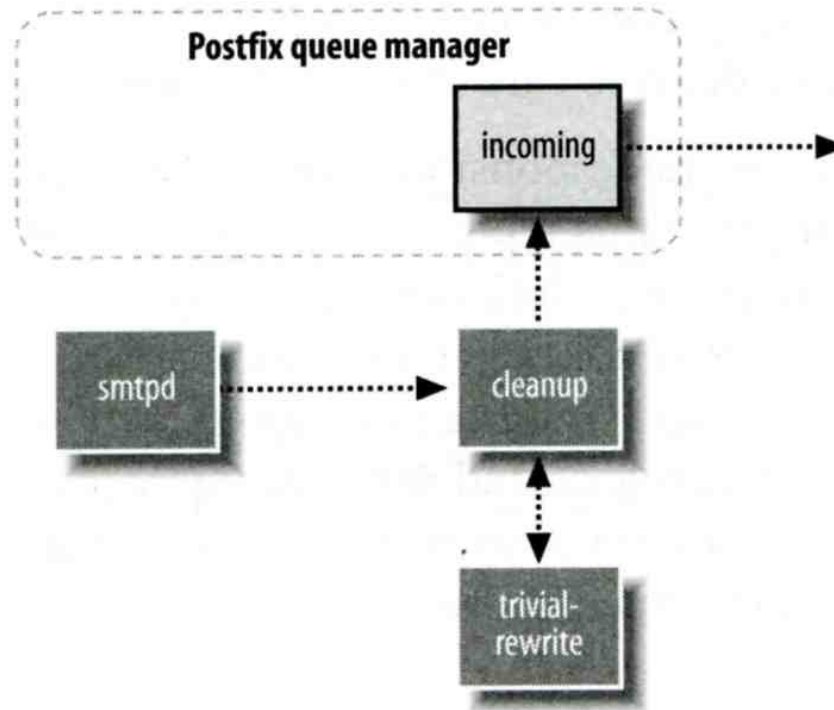 Postfix queue manager
incoming
smtpd
cleanup
trivial-
rewrite